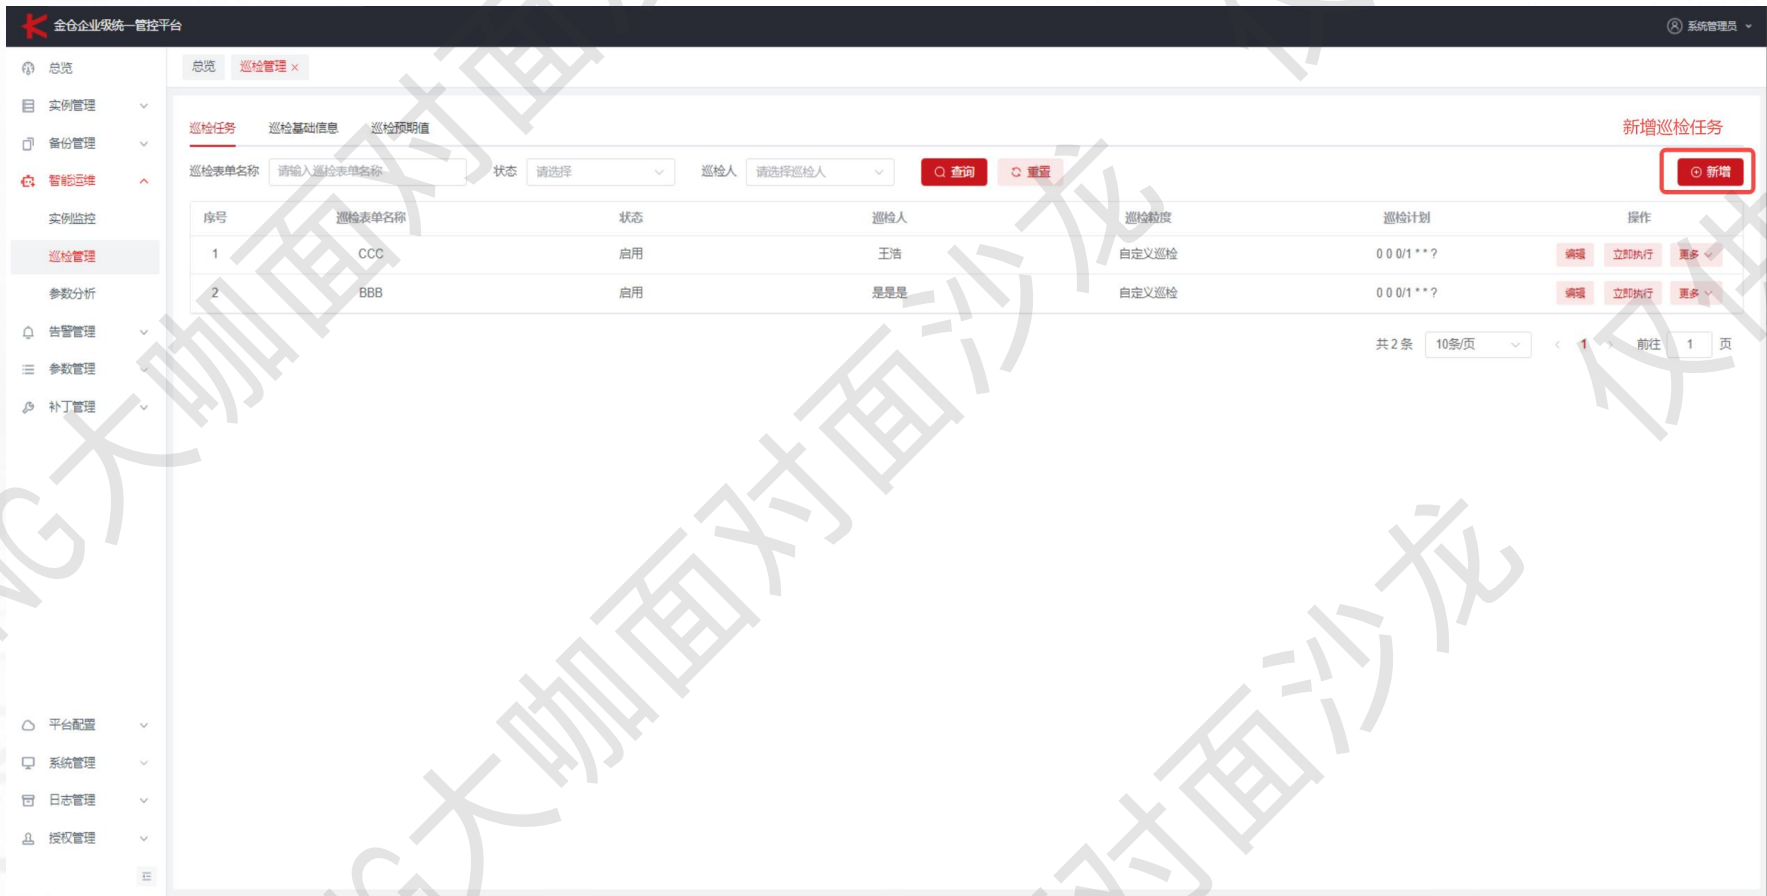 金仓企业级统一管控平台
系统管理员
总览
实例管理
备份管理
智能运维
实例监控
巡检管理
参数分析
告警管理
参数管理
补丁管理
平台配置
系统管理
日志管理
授权管理
总览 巡检管理 ×
巡检任务 巡检基础信息 巡检预期值
新增巡检任务
巡检表单名称 请输入巡检表单名称 状态 请选择 巡检人 请选择巡检人 查询 重置 新增
序号 巡检表单名称 状态 巡检人 巡检粒度 巡检计划 操作
1 CCC 启用 王浩 自定义巡检 0 0 0/1 * * ? 编辑 立即执行 更多
2 BBB 启用 是是是 自定义巡检 0 0 0/1 * * ? 编辑 立即执行 更多
共 2 条 10条/页 < 1 > 前往 1 页
大咖面对面
NG大咖面对面沙龙
NG大咖面对面沙龙
仅供
仅